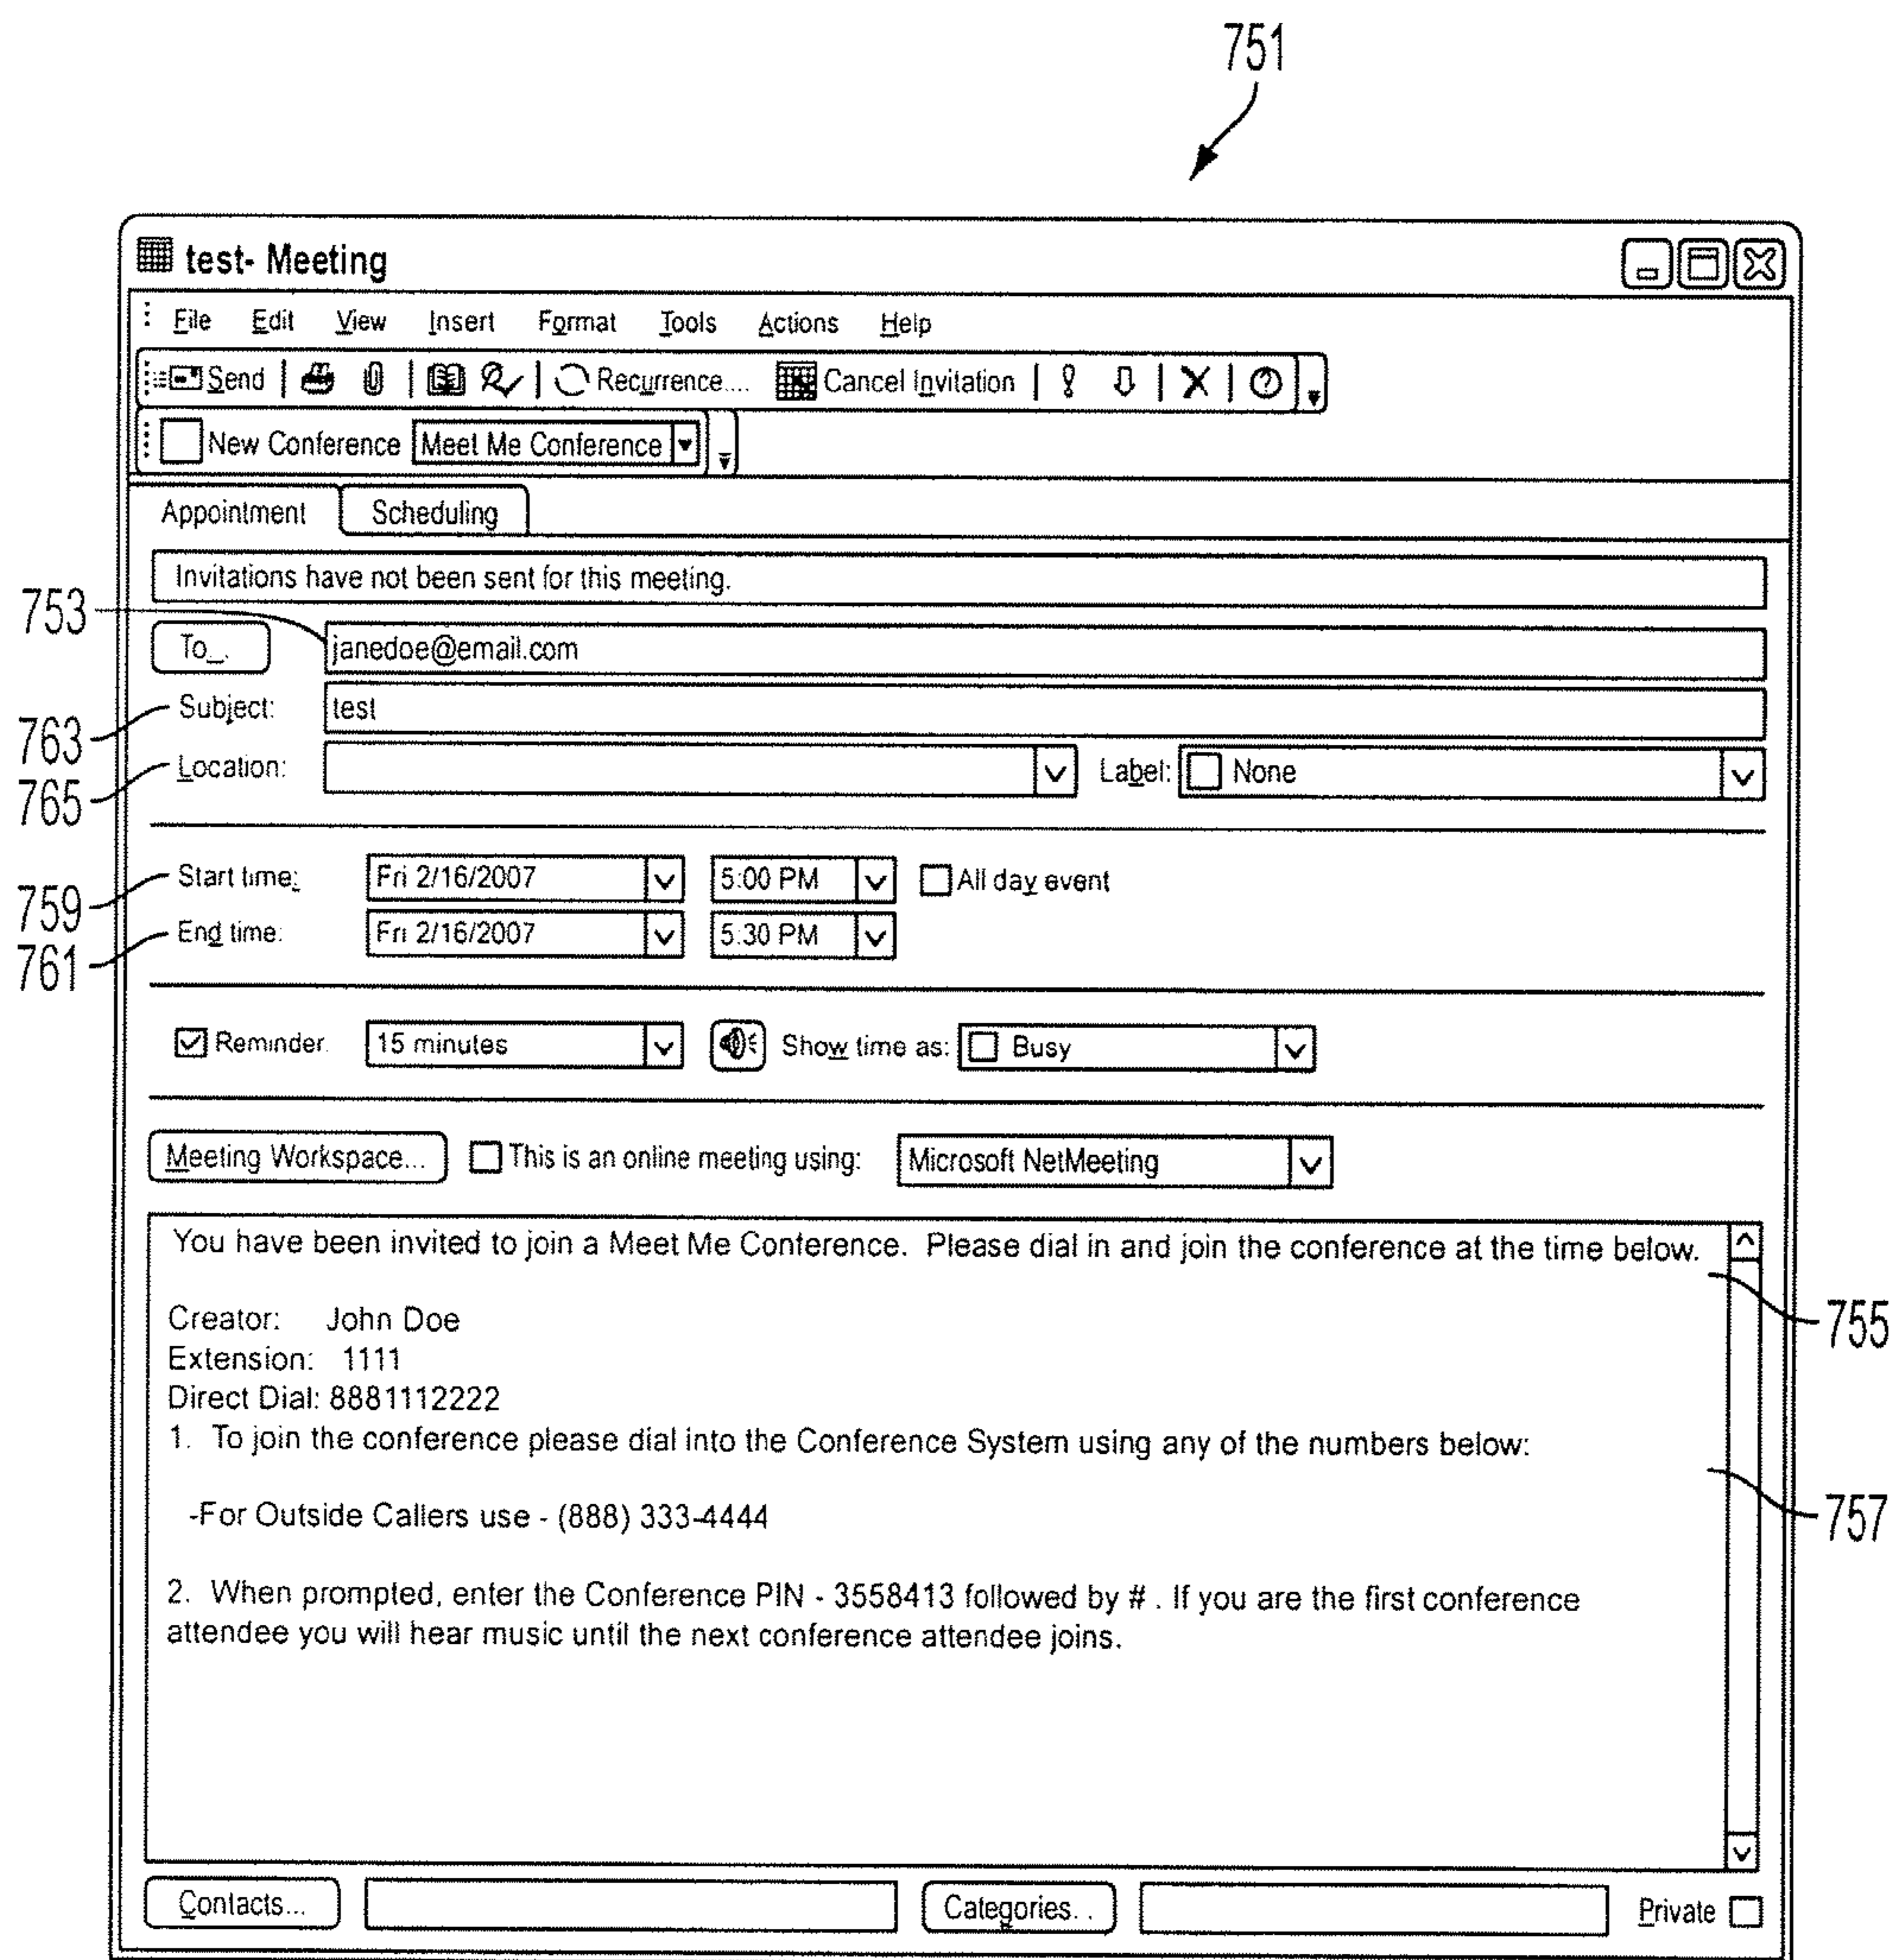 751
test- Meeting
File Edit View Insert Format Tools Actions Help
Send Recurrence.... Cancel Invitation
New Conference Meet Me Conference
Appointment Scheduling
Invitations have not been sent for this meeting.
753
To... janedoe@email.com
763 Subject: test
765 Location: Label: None
759 Start time: Fri 2/16/2007 5:00 PM All day event
761 End time: Fri 2/16/2007 5:30 PM
Reminder. 15 minutes Show time as: Busy
Meeting Workspace... This is an online meeting using: Microsoft NetMeeting
You have been invited to join a Meet Me Conference. Please dial in and join the conference at the time below.
755
Creator: John Doe
Extension: 1111
Direct Dial: 8881112222
1. To join the conference please dial into the Conference System using any of the numbers below:
757
-For Outside Callers use - (888) 333-4444
2. When prompted, enter the Conference PIN - 3558413 followed by # . If you are the first conference
attendee you will hear music until the next conference attendee joins.
Contacts... Categories. . Private